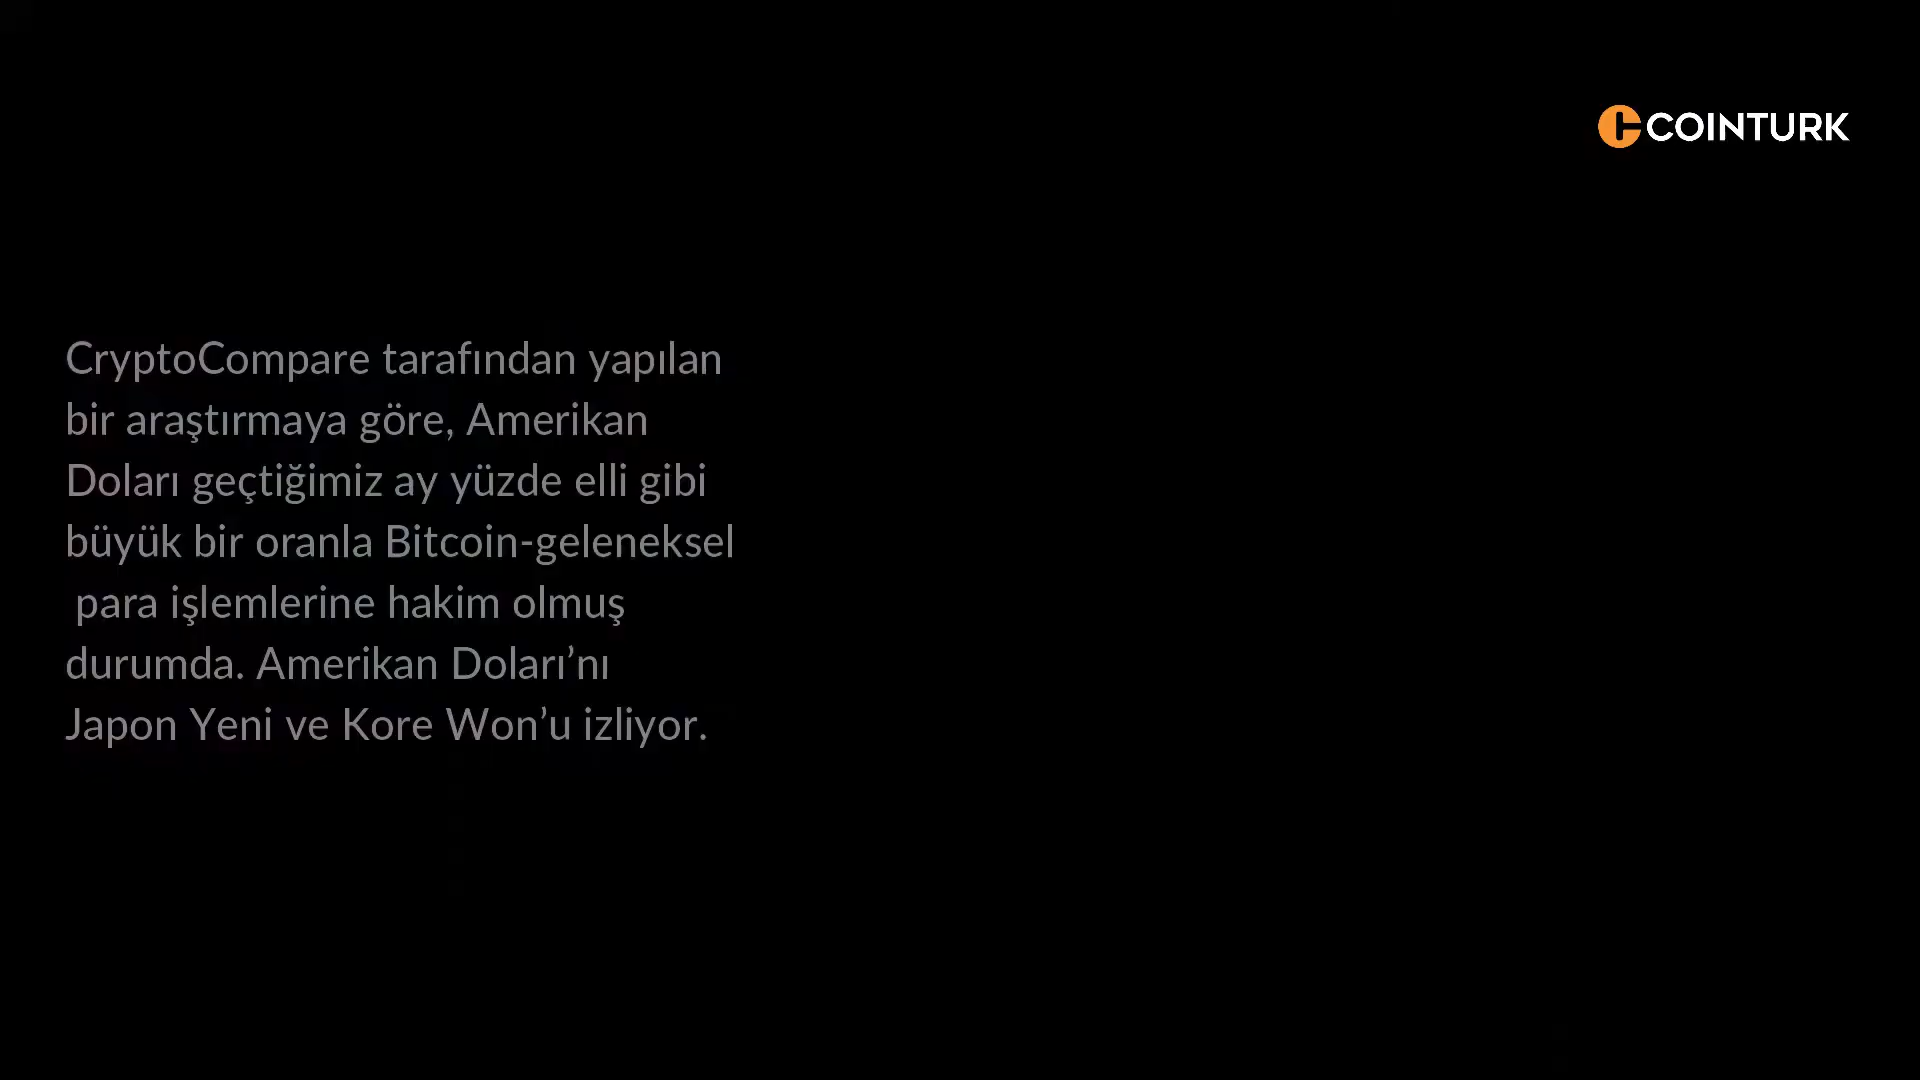 COINTURK
CryptoCompare tarafından yapılan
bir araştırmaya göre, Amerikan
Doları geçtiğimiz ay yüzde elli gibi
büyük bir oranla Bitcoin-geleneksel
para işlemlerine hakim olmuş
durumda. Amerikan Doları’nı
Japon Yeni ve Kore Won’u izliyor.